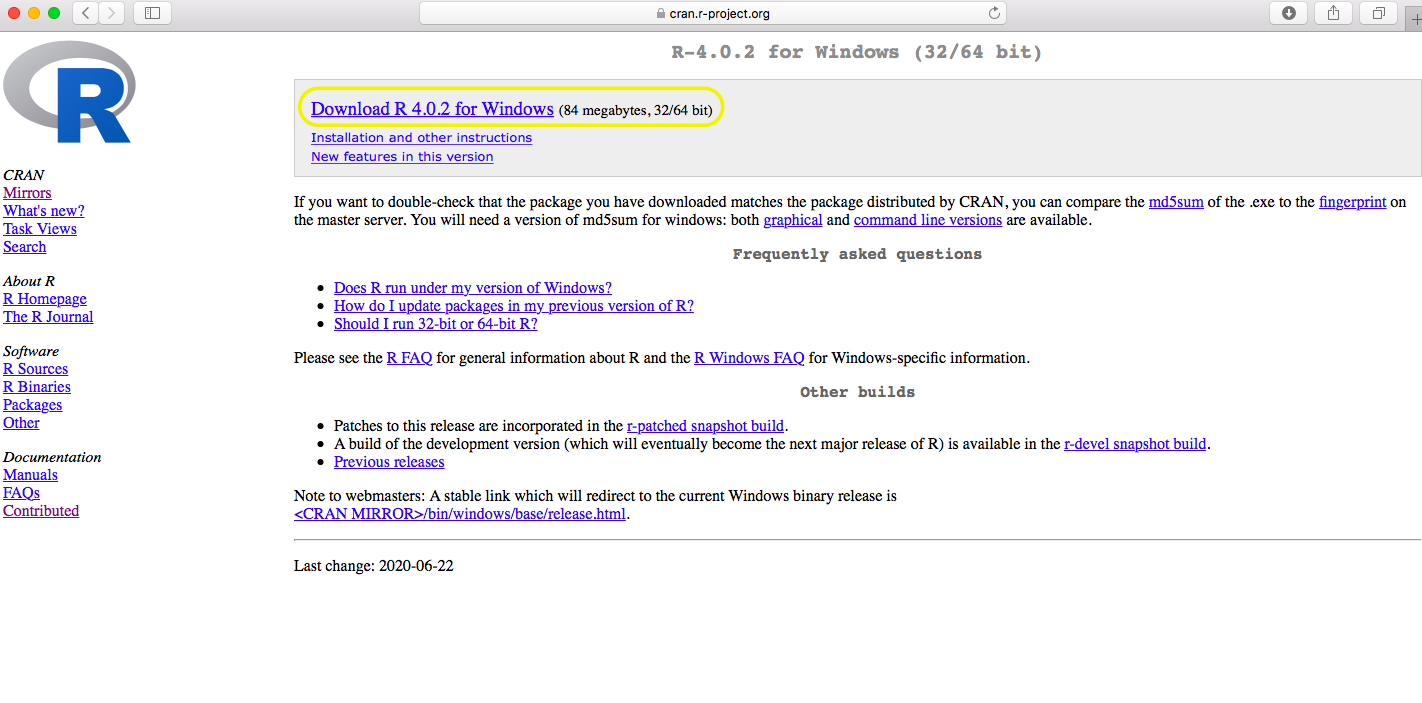 cran.r-project.org
R
CRAN
Mirrors
What's new?
Task Views
Search
About R
R Homepage
The R Journal
Software
R Sources
R Binaries
Packages
Other
Documentation
Manuals
FAQs
Contributed
R-4.0.2 for Windows (32/64 bit)
Download R 4.0.2 for Windows (84 megabytes, 32/64 bit)
Installation and other instructions
New features in this version
If you want to double-check that the package you have downloaded matches the package distributed by CRAN, you can compare the md5sum of the .exe to the fingerprint on
the master server. You will need a version of md5sum for windows: both graphical and command line versions are available.
Frequently asked questions
Does R run under my version of Windows?
How do I update packages in my previous version of R?
Should I run 32-bit or 64-bit R?
Please see the R FAQ for general information about R and the R Windows FAQ for Windows-specific information.
Other builds
Patches to this release are incorporated in the r-patched snapshot build.
A build of the development version (which will eventually become the next major release of R) is available in the r-devel snapshot build.
Previous releases
Note to webmasters: A stable link which will redirect to the current Windows binary release is
<CRAN MIRROR>/bin/windows/base/release.html.
Last change: 2020-06-22